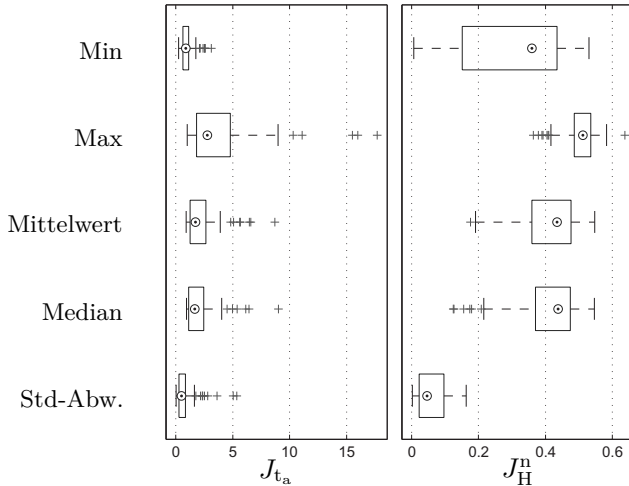 Min
Max
Mittelwert
Median
Std-Abw.
0 5 10 15
0 0.2 0.4 0.6
J_{t_a}
J_H^n